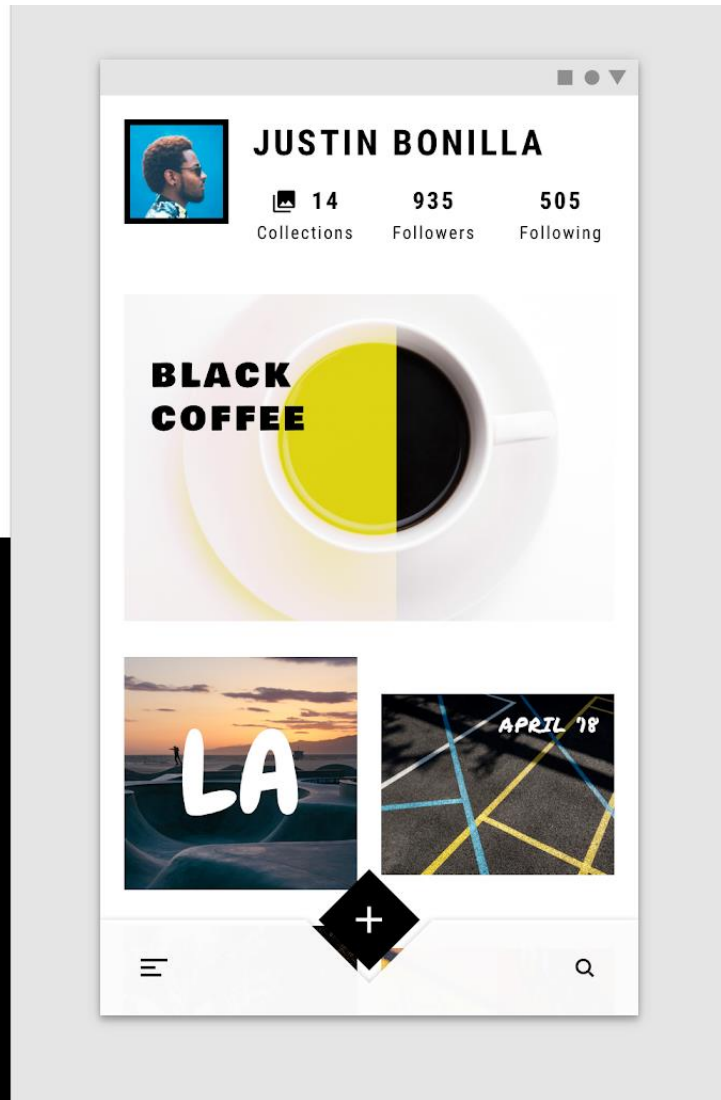 JUSTIN BONILLA
14 935 505
Collections Followers Following
BLACK
COFFEE
LA
APRIL '18